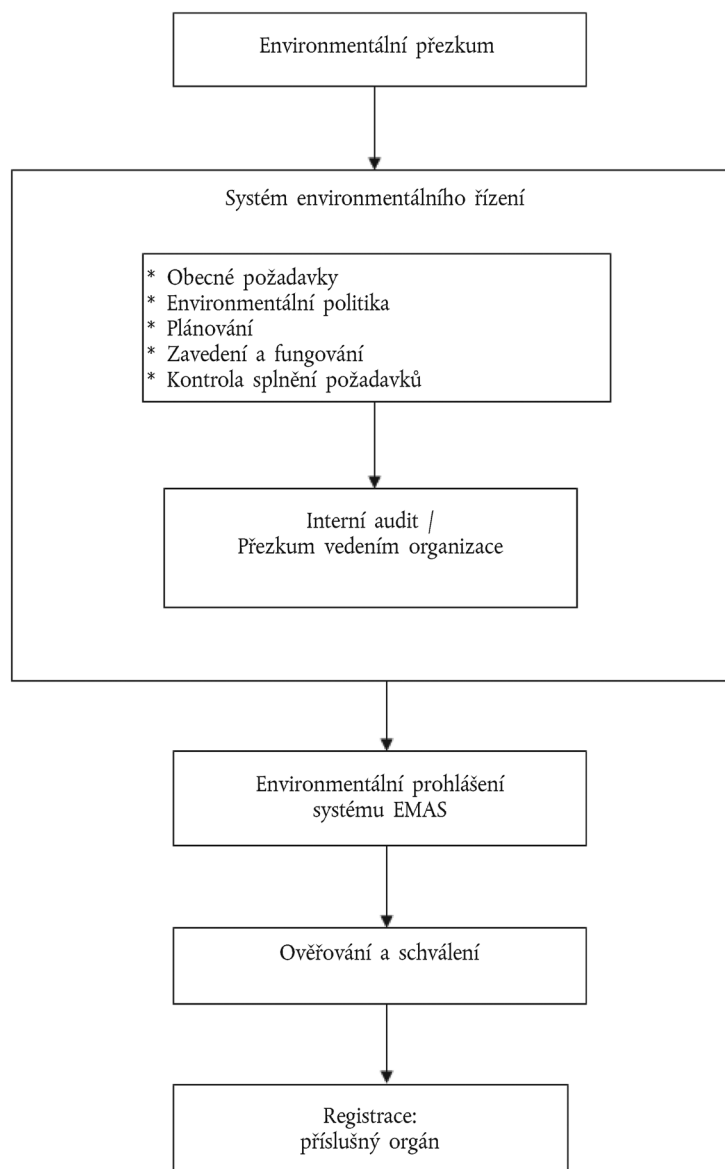 Environmentální přezkum
Systém environmentálního řízení
* Obecné požadavky
* Environmentální politika
* Plánování
* Zavedení a fungování
* Kontrola splnění požadavků
Interní audit /
Přezkum vedením organizace
Environmentální prohlášení
systému EMAS
Ověřování a schválení
Registrace:
příslušný orgán